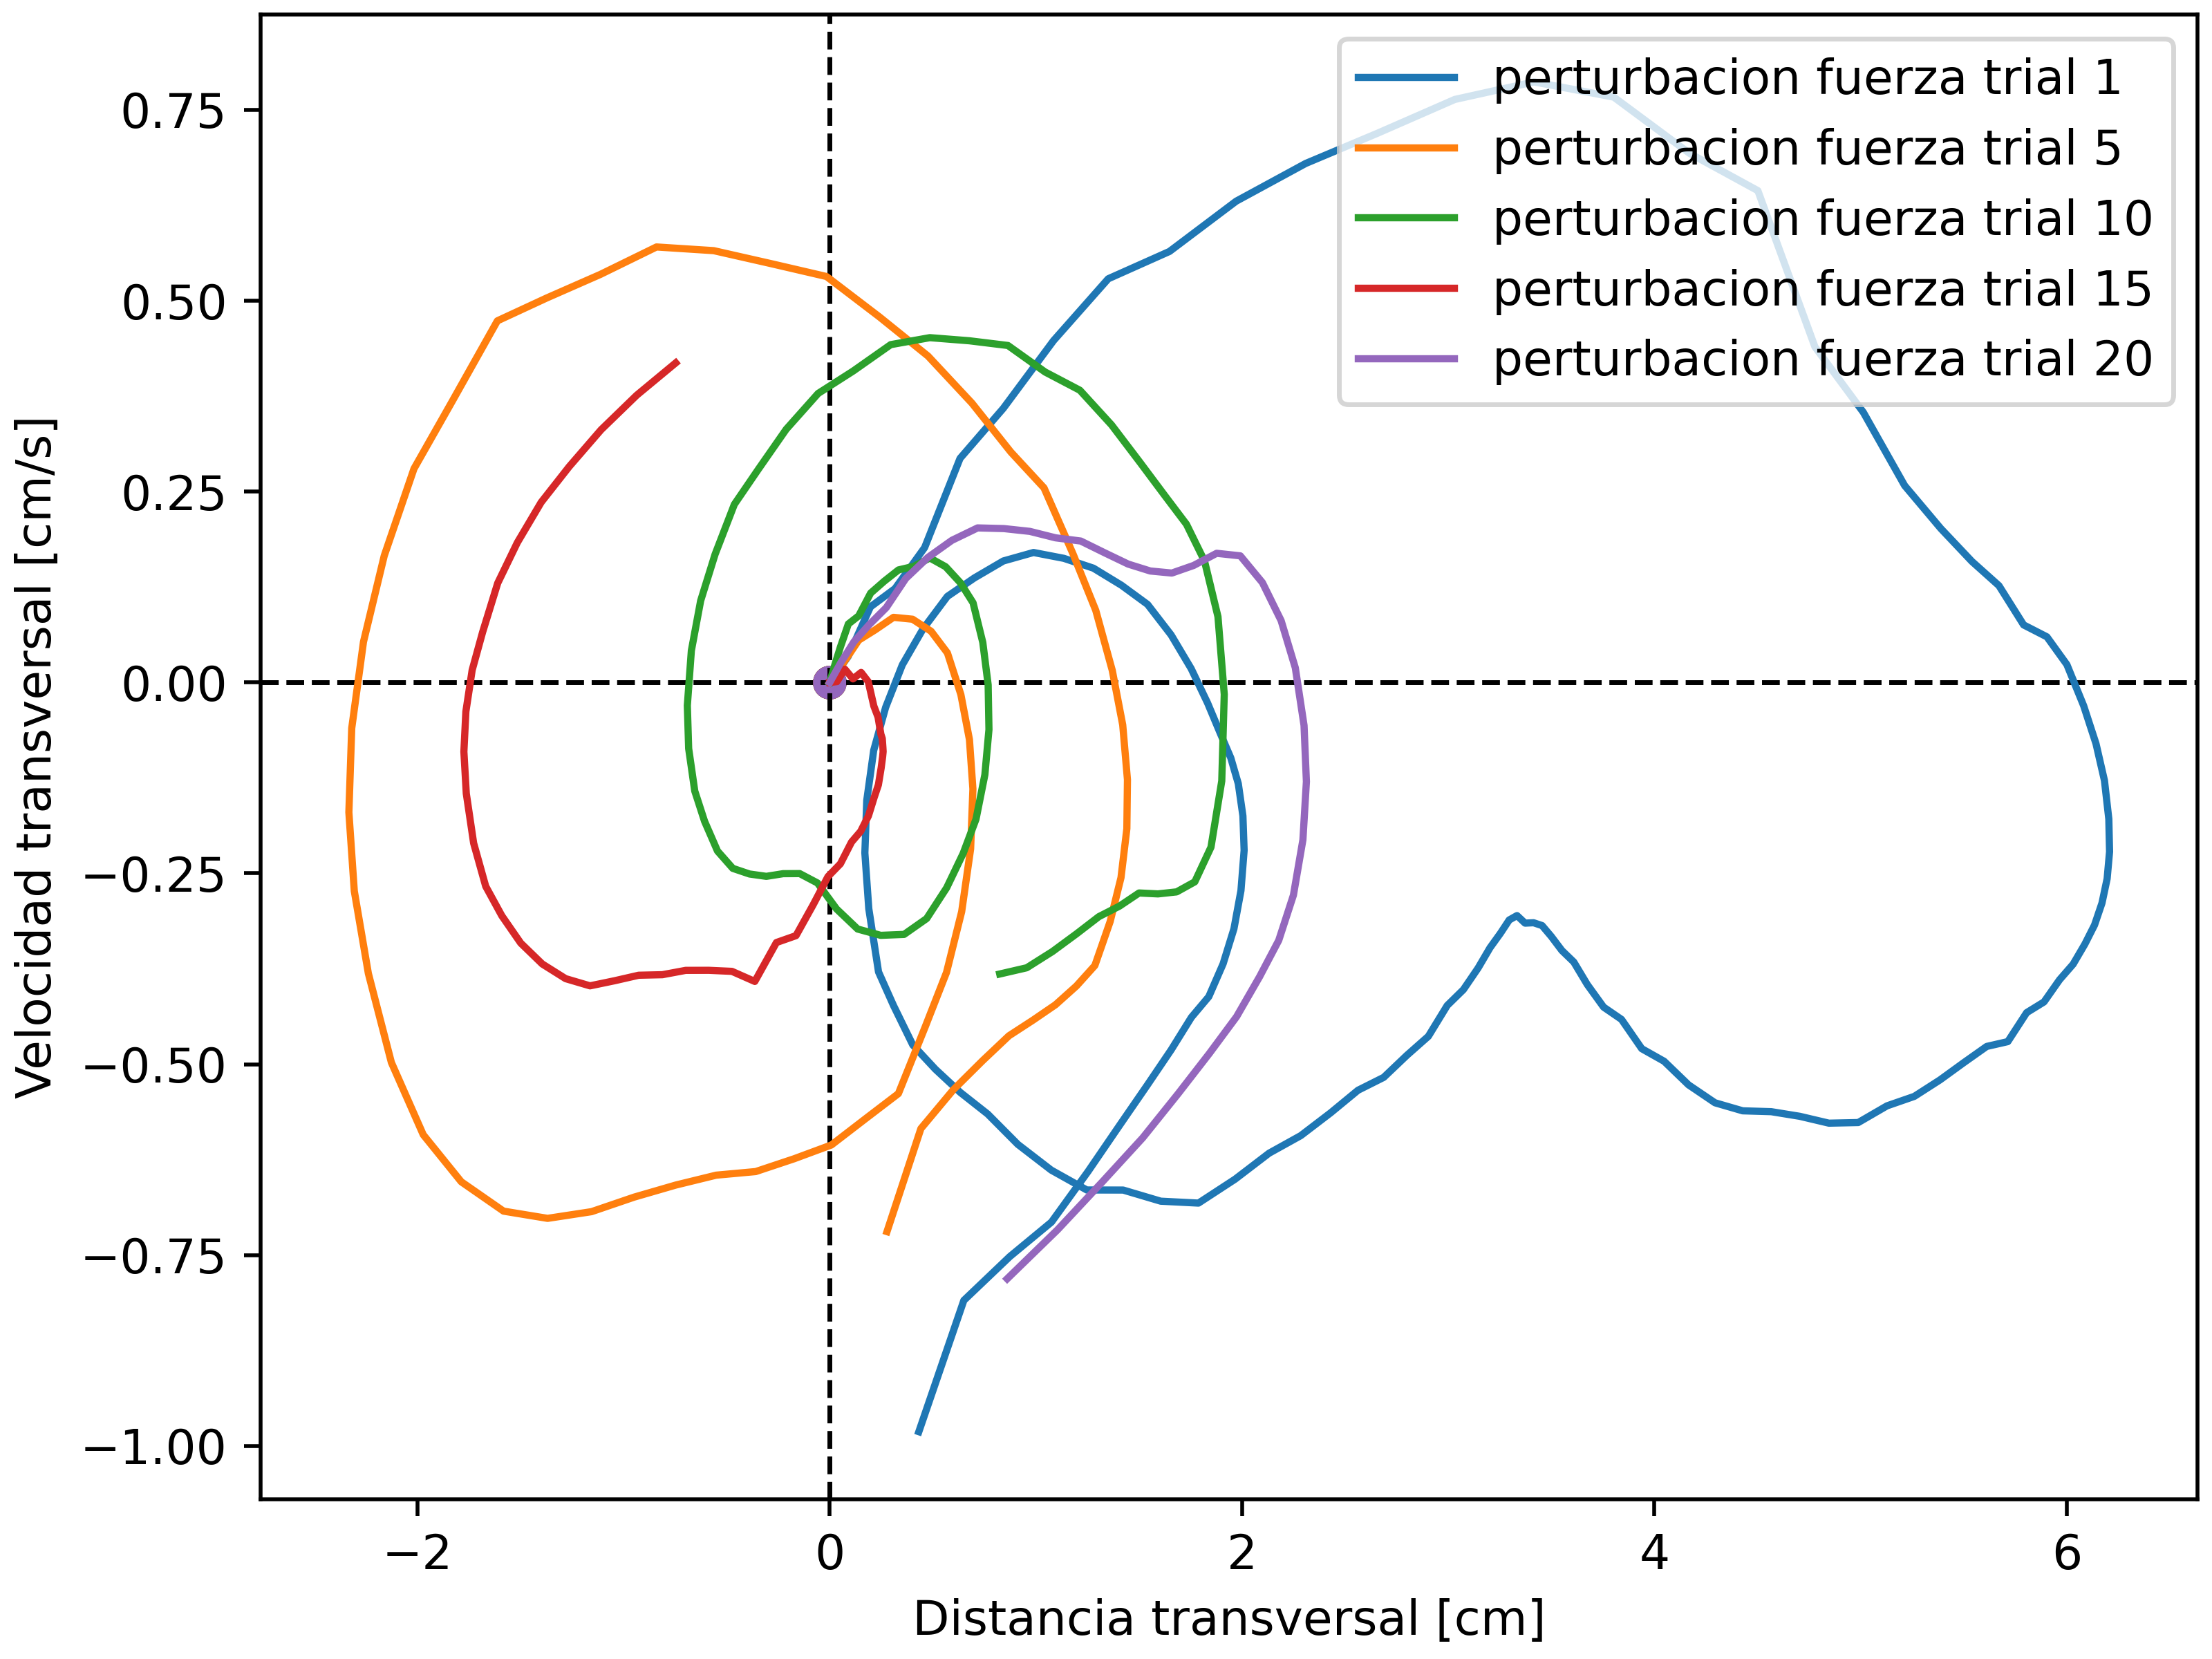 perturbacion fuerza trial 1
perturbacion fuerza trial 5
perturbacion fuerza trial 10
perturbacion fuerza trial 15
perturbacion fuerza trial 20
Velocidad transversal [cm/s]
0.75
0.50
0.25
0.00
−0.25
−0.50
−0.75
−1.00
−2 0 2 4 6
Distancia transversal [cm]